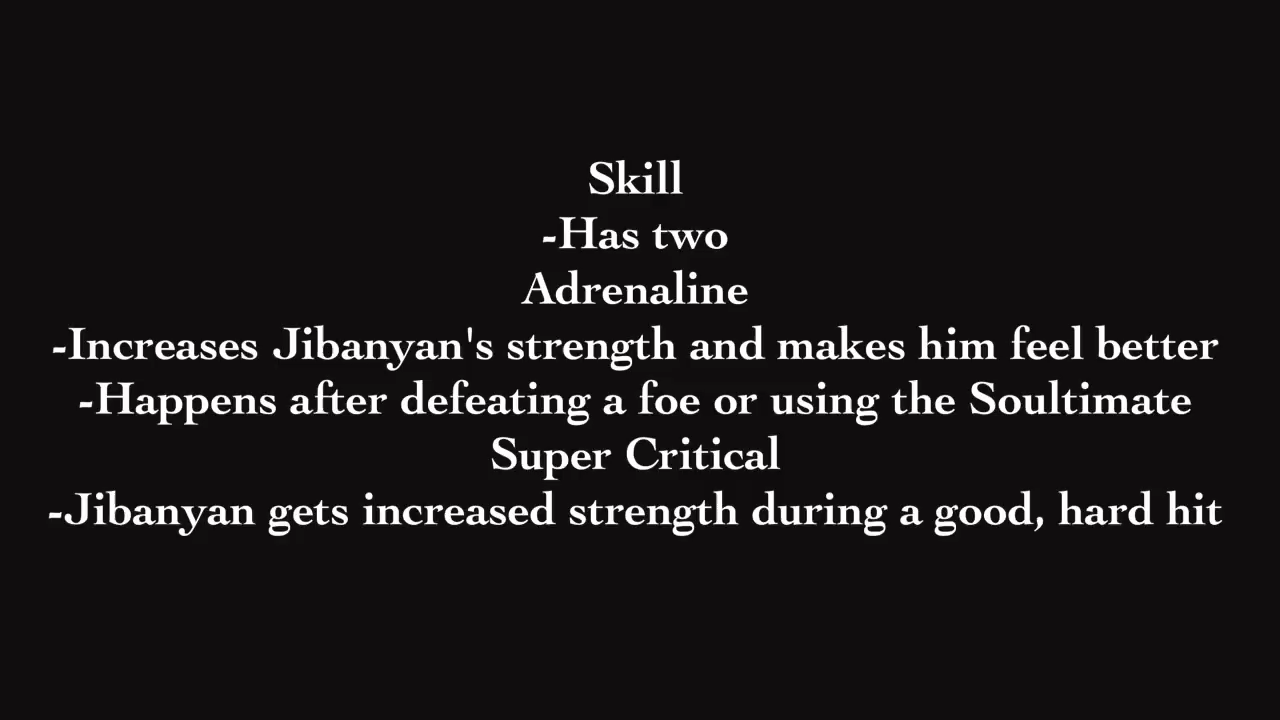 Skill
-Has two
Adrenaline
-Increases Jibanyan's strength and makes him feel better
-Happens after defeating a foe or using the Soultimate
Super Critical
-Jibanyan gets increased strength during a good, hard hit